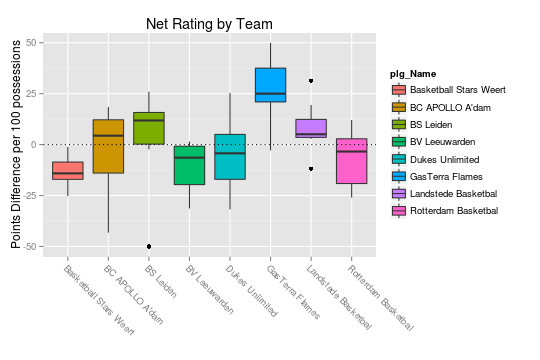 Net Rating by Team
Points Difference per 100 possessions
50
25
0
-25
-50
Basketball Stars Weert
BC APOLLO A'dam
BS Leiden
BV Leeuwarden
Dukes Unlimited
GasTerra Flames
Landstede Basketbal
Rotterdam Basketbal
plg_Name
Basketball Stars Weert
BC APOLLO A'dam
BS Leiden
BV Leeuwarden
Dukes Unlimited
GasTerra Flames
Landstede Basketbal
Rotterdam Basketbal